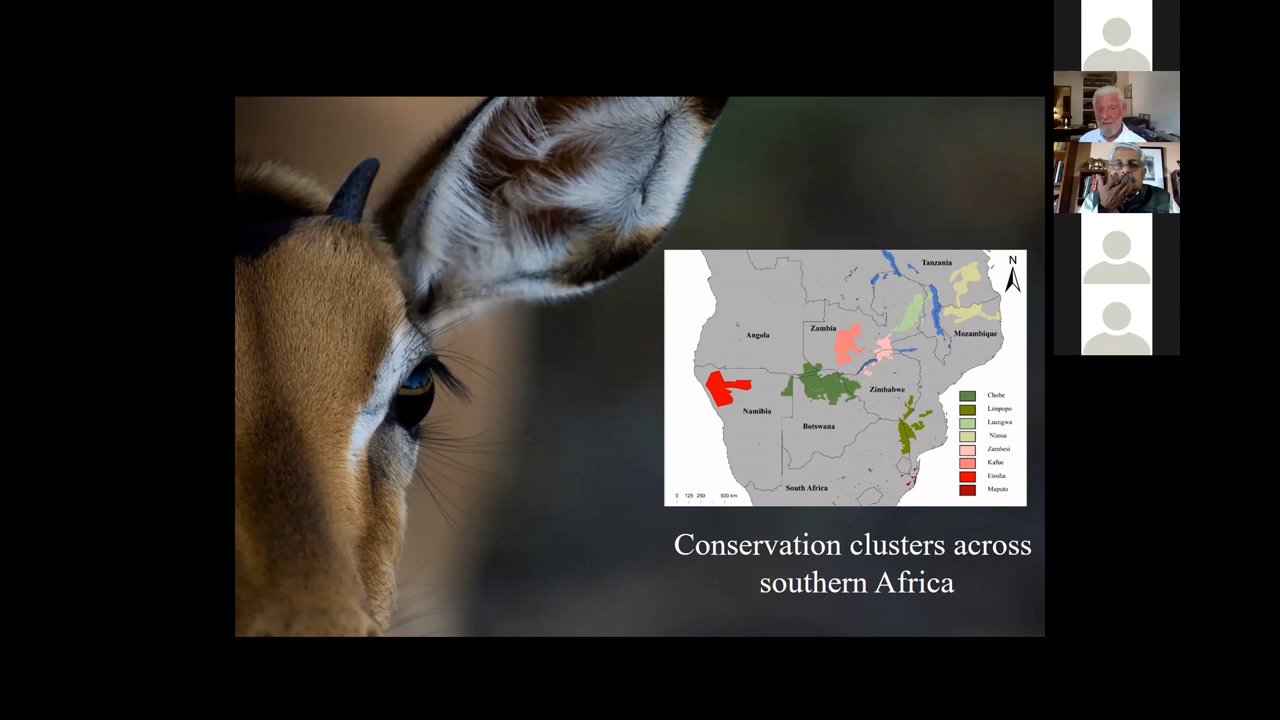 Tanzania
N
Zambia
Angola
Mozambique
Zimbabwe
Namibia
Botswana
South Africa
Chobe
Limpopo
Luangwa
Niassa
Zambesi
Kafue
Etosha
Maputo
0 125 250 500 km
Conservation clusters across
southern Africa